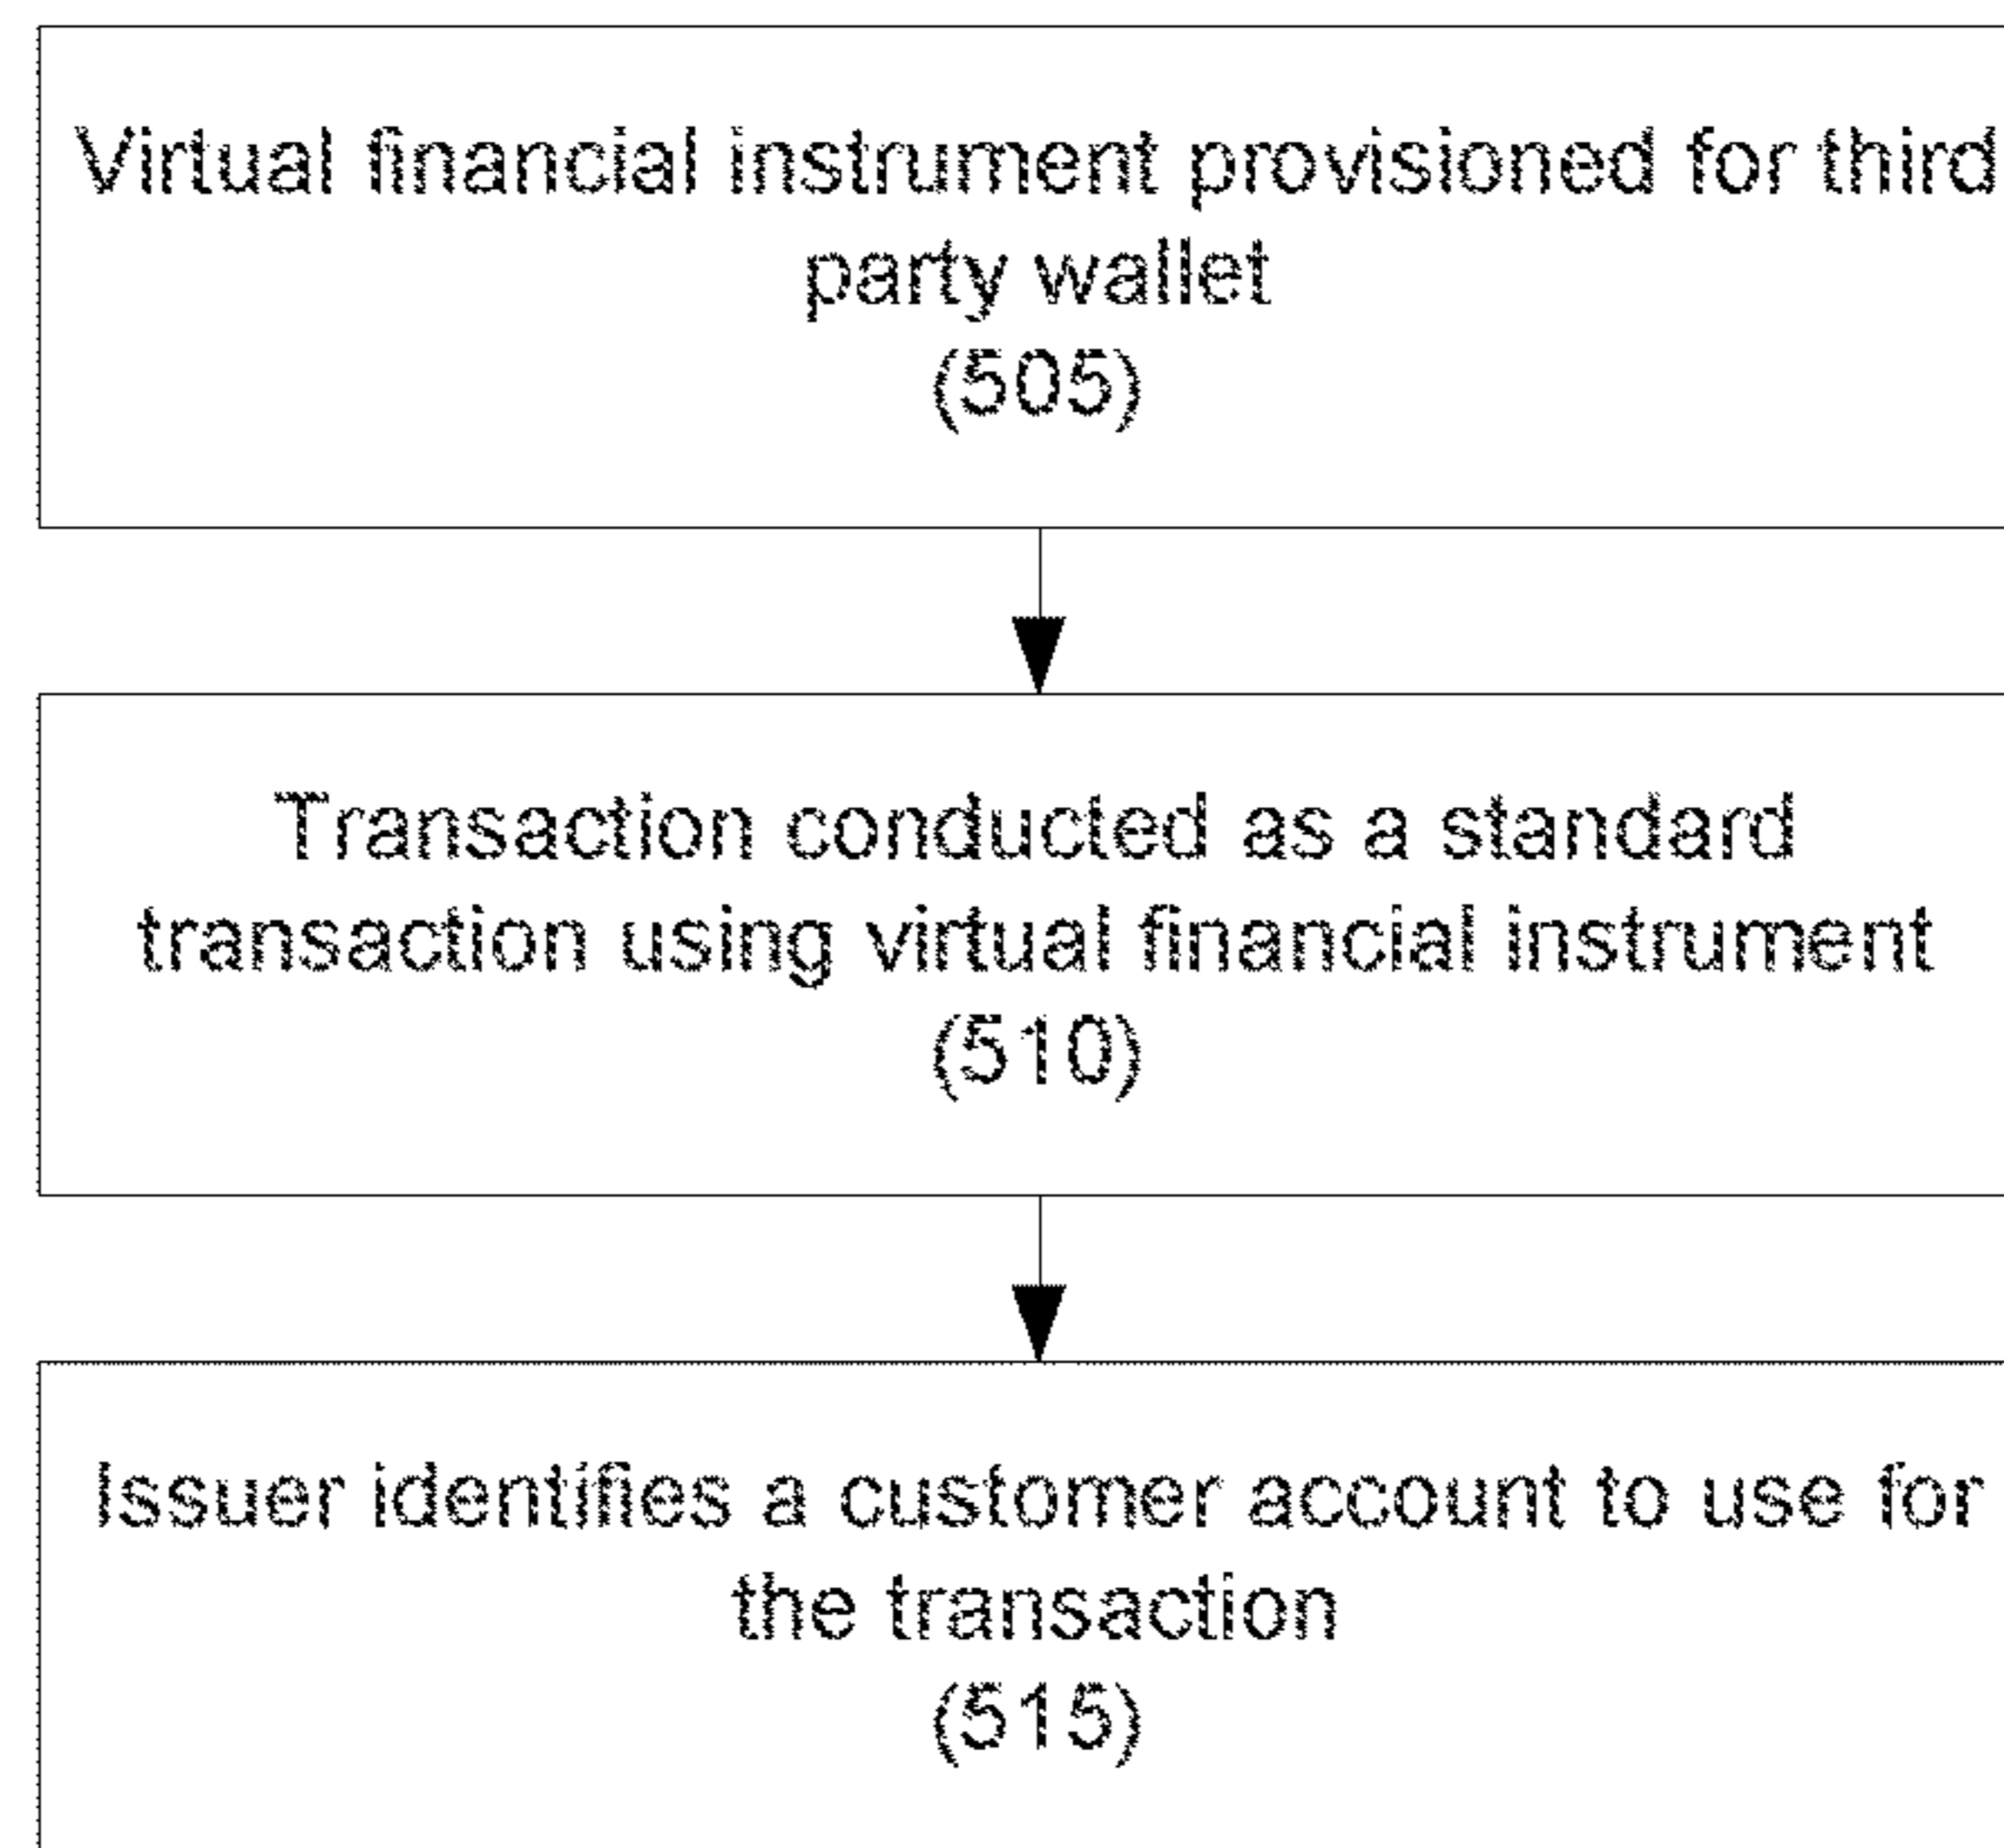 Virtual financial instrument provisioned for third
party wallet
(505)
Transaction conducted as a standard
transaction using virtual financial instrument
(510)
Issuer identifies a customer account to use for
the transaction
(515)